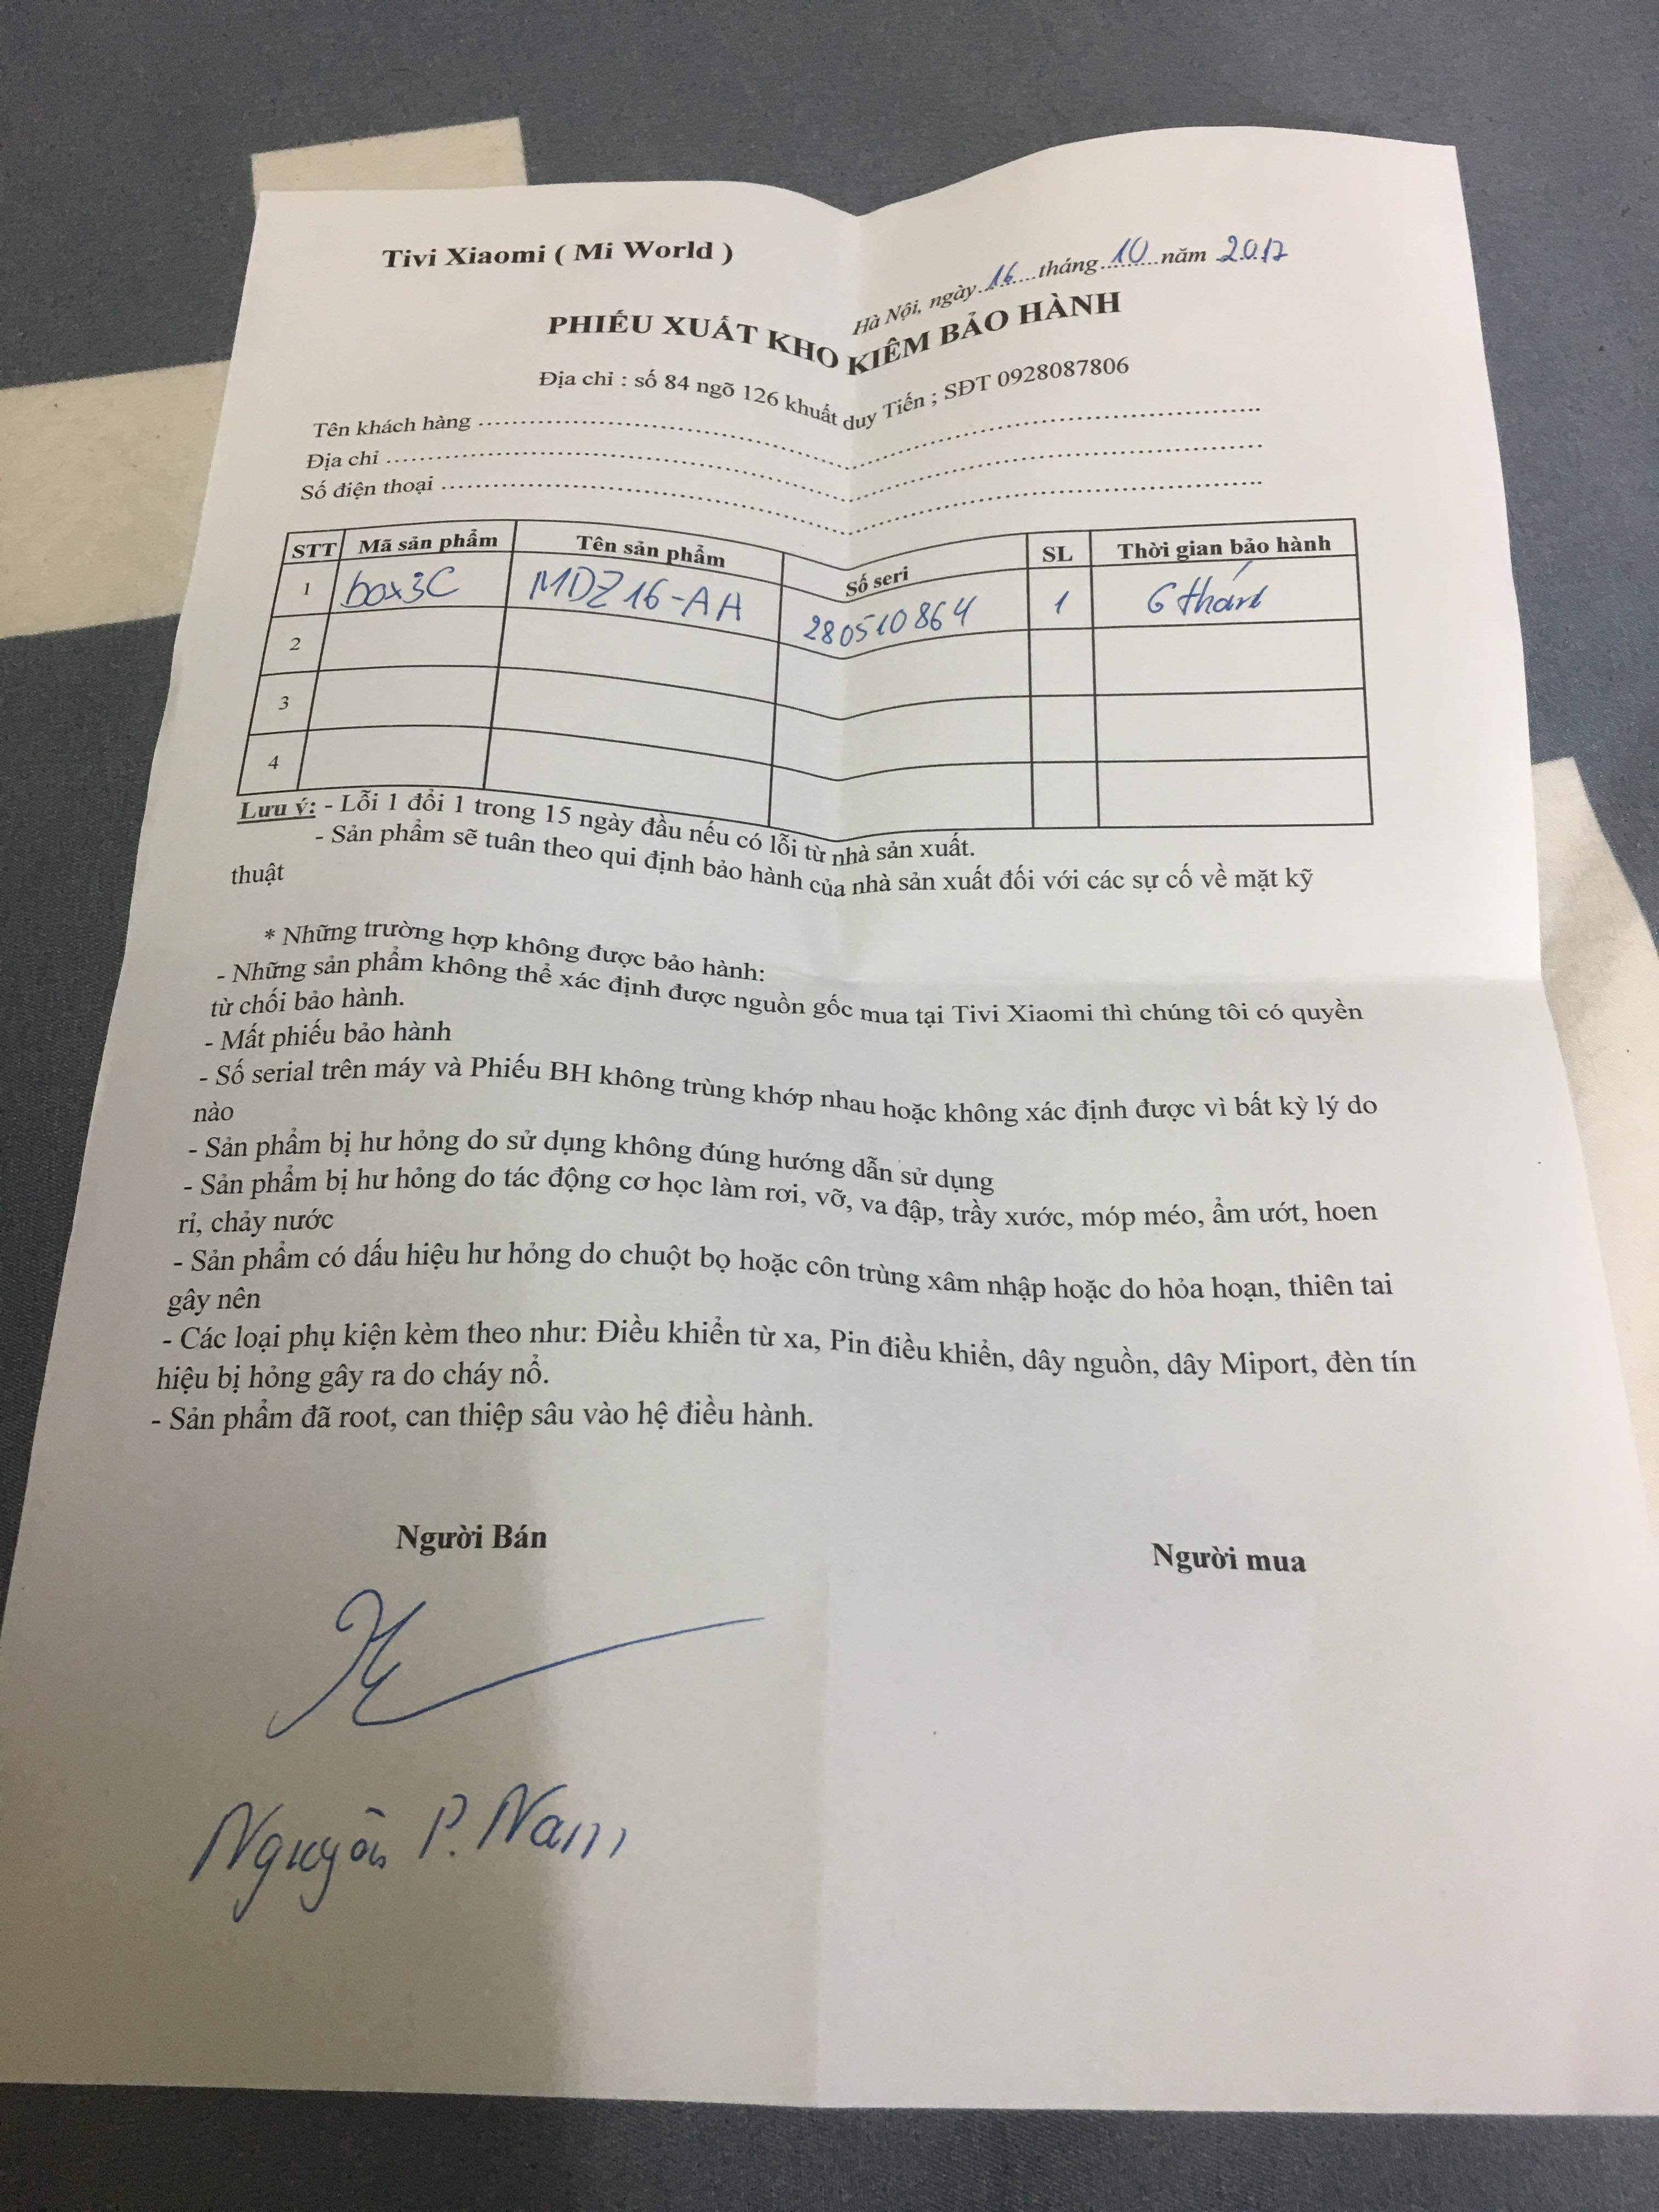 Tivi Xiaomi ( Mi World )
Hà Nội, ngày 16 tháng 10 năm 2017
PHIẾU XUẤT KHO KIÊM BẢO HÀNH
Địa chỉ : số 84 ngõ 126 khuất duy Tiến ; SĐT 0928087806
Tên khách hàng
Địa chỉ
Số điện thoại
STT Mã sản phẩm Tên sản phẩm Số seri SL Thời gian bảo hành
1 box3C MDZ16-AA 280510864 1 6 thán
2
3
4
Lưu ý: - Lỗi 1 đổi 1 trong 15 ngày đầu nếu có lỗi từ nhà sản xuất.
- Sản phẩm sẽ tuân theo qui định bảo hành của nhà sản xuất đối với các sự cố về mặt kỹ
thuật
* Những trường hợp không được bảo hành:
- Những sản phẩm không thể xác định được nguồn gốc mua tại Tivi Xiaomi thì chúng tôi có quyền
từ chối bảo hành.
- Mất phiếu bảo hành
- Số serial trên máy và Phiếu BH không trùng khớp nhau hoặc không xác định được vì bất kỳ lý do
nào
- Sản phẩm bị hư hỏng do sử dụng không đúng hướng dẫn sử dụng
- Sản phẩm bị hư hỏng do tác động cơ học làm rơi, vỡ, va đập, trầy xước, móp méo, ẩm ướt, hoen
rỉ, chảy nước
- Sản phẩm có dấu hiệu hư hỏng do chuột bọ hoặc côn trùng xâm nhập hoặc do hỏa hoạn, thiên tai
gây nên
- Các loại phụ kiện kèm theo như: Điều khiển từ xa, Pin điều khiển, dây nguồn, dây Miport, đèn tín
hiệu bị hỏng gây ra do cháy nổ.
- Sản phẩm đã root, can thiệp sâu vào hệ điều hành.
Người Bán
Người mua
Nguyễn P. Nam